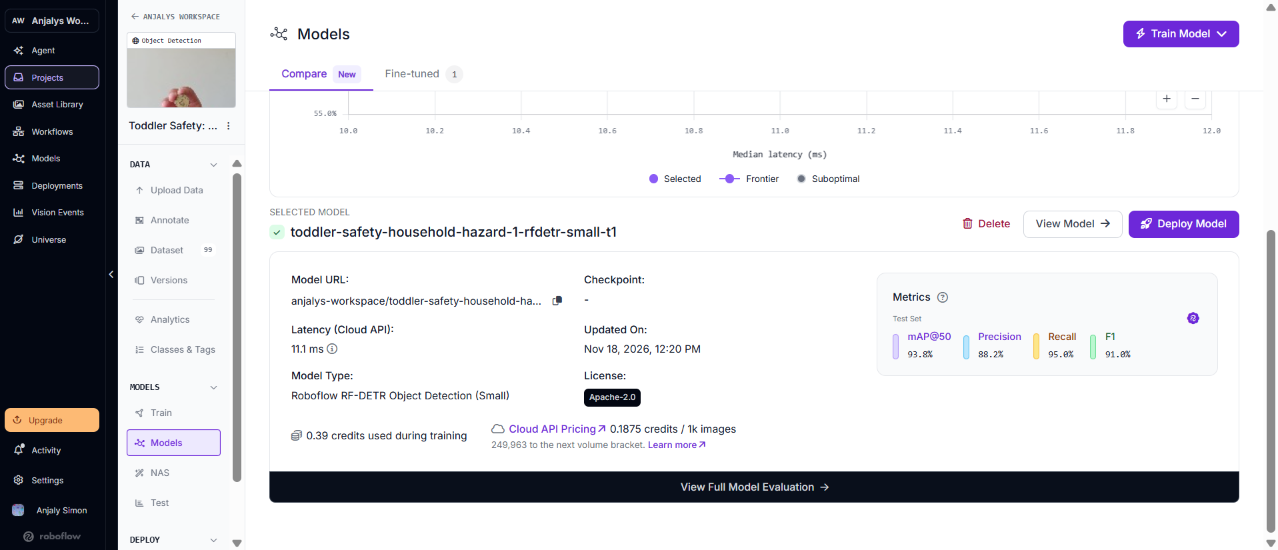 AW Anjalys Wo...
Agent
Projects
Asset Library
Workflows
Models
Deployments
Vision Events
Universe
Upgrade
Activity
Settings
Anjaly Simon
roboflow
ANJALYS WORKSPACE
Object Detection
Toddler Safety: ...
DATA
Upload Data
Annotate
Dataset 99
Versions
Analytics
Classes & Tags
MODELS
Train
Models
NAS
Test
DEPLOY
Models
Train Model
Compare New Fine-tuned 1
55.0%
10.0 10.2 10.4 10.6 10.8 11.0 11.2 11.4 11.6 11.8 12.0
Median latency (ms)
Selected Frontier Suboptimal
SELECTED MODEL
toddler-safety-household-hazard-1-rfdetr-small-t1
Delete View Model → Deploy Model
Model URL:
anjalys-workspace/toddler-safety-household-ha...
Checkpoint:
-
Latency (Cloud API):
11.1 ms
Updated On:
Nov 18, 2026, 12:20 PM
Model Type:
Roboflow RF-DETR Object Detection (Small)
License:
Apache-2.0
0.39 credits used during training
Cloud API Pricing 0.1875 credits / 1k images
249,963 to the next volume bracket. Learn more
Metrics
Test Set
mAP@50 Precision Recall F1
93.8% 88.2% 95.0% 91.0%
View Full Model Evaluation →